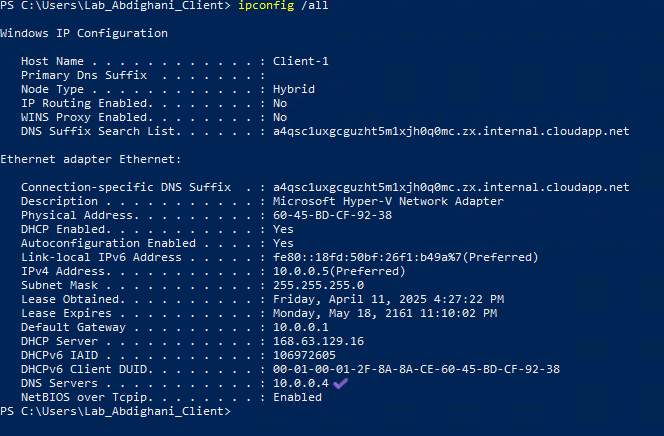 PS C:\Users\Lab_Abdighani_Client> ipconfig /all
Windows IP Configuration
Host Name . . . . . . . . . . . . : Client-1
Primary Dns Suffix  . . . . . . . :
Node Type . . . . . . . . . . . . : Hybrid
IP Routing Enabled. . . . . . . . : No
WINS Proxy Enabled. . . . . . . . : No
DNS Suffix Search List. . . . . . : a4qsc1uxgcguzht5m1xjh0q0mc.zx.internal.cloudapp.net
Ethernet adapter Ethernet:
Connection-specific DNS Suffix  . : a4qsc1uxgcguzht5m1xjh0q0mc.zx.internal.cloudapp.net
Description . . . . . . . . . . . : Microsoft Hyper-V Network Adapter
Physical Address. . . . . . . . . : 60-45-BD-CF-92-38
DHCP Enabled. . . . . . . . . . . : Yes
Autoconfiguration Enabled . . . . : Yes
Link-local IPv6 Address . . . . . : fe80::18fd:50bf:26f1:b49a%7(Preferred)
IPv4 Address. . . . . . . . . . . : 10.0.0.5(Preferred)
Subnet Mask . . . . . . . . . . . : 255.255.255.0
Lease Obtained. . . . . . . . . . : Friday, April 11, 2025 4:27:22 PM
Lease Expires . . . . . . . . . . : Monday, May 18, 2161 11:10:02 PM
Default Gateway . . . . . . . . . : 10.0.0.1
DHCP Server . . . . . . . . . . . : 168.63.129.16
DHCPv6 IAID . . . . . . . . . . . : 106972605
DHCPv6 Client DUID. . . . . . . . : 00-01-00-01-2F-8A-8A-CE-60-45-BD-CF-92-38
DNS Servers . . . . . . . . . . . : 10.0.0.4
NetBIOS over Tcpip. . . . . . . . : Enabled
PS C:\Users\Lab_Abdighani_Client>